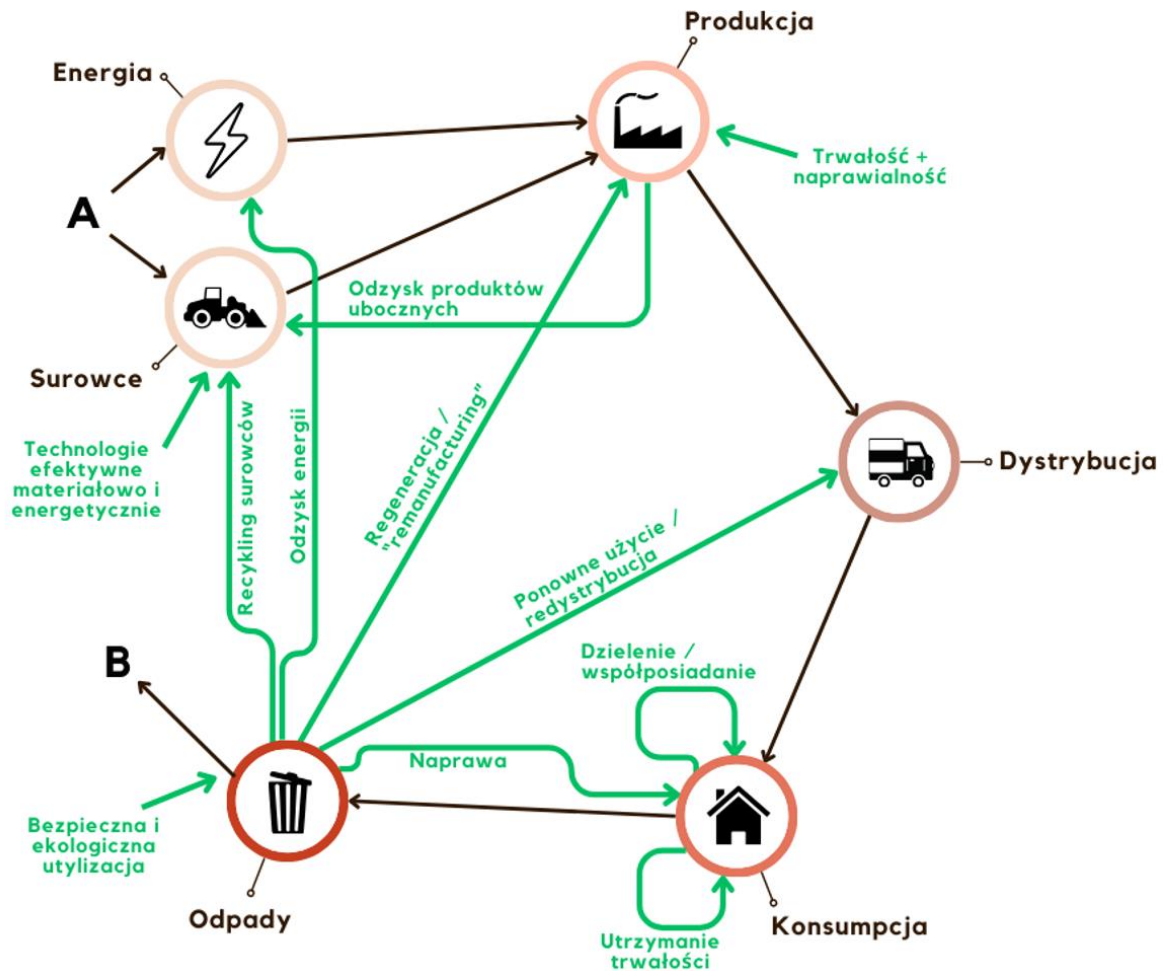 Produkcja
Energia
A
Trwałość +
naprawialność
Odzysk produktów
ubocznych
Surowce
Technologie
efektywne
materiałowo i
energetycznie
Recykling surowców
Odzysk energii
Regeneracja /
"remanufacturing"
Dystrybucja
Ponowne użycie /
redystrybucja
B
Dzielenie /
współposiadanie
Naprawa
Bezpieczna i
ekologiczna
utylizacja
Odpady
Konsumpcja
Utrzymanie
trwałości